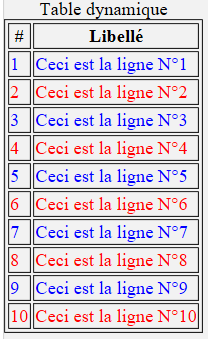 Table dynamique
# Libellé
1 Ceci est la ligne N°1
2 Ceci est la ligne N°2
3 Ceci est la ligne N°3
4 Ceci est la ligne N°4
5 Ceci est la ligne N°5
6 Ceci est la ligne N°6
7 Ceci est la ligne N°7
8 Ceci est la ligne N°8
9 Ceci est la ligne N°9
10 Ceci est la ligne N°10